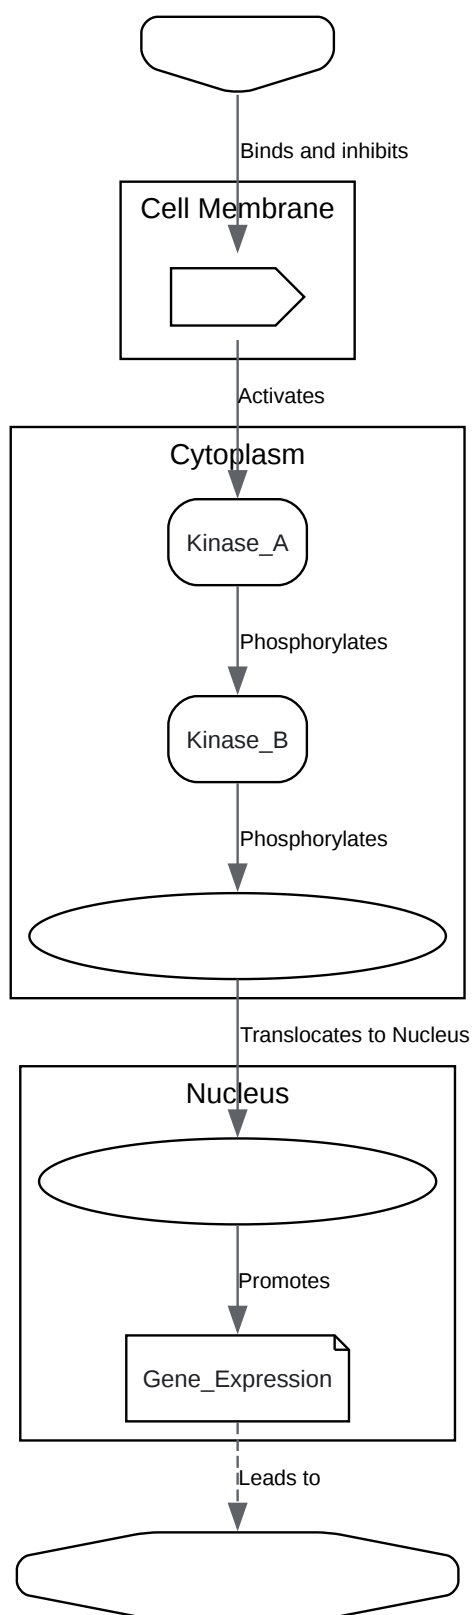 Binds and inhibits
Cell Membrane
Activates
Cytoplasm
Kinase_A
Phosphorylates
Kinase_B
Phosphorylates
Translocates to Nucleus
Nucleus
Promotes
Gene_Expression
Leads to